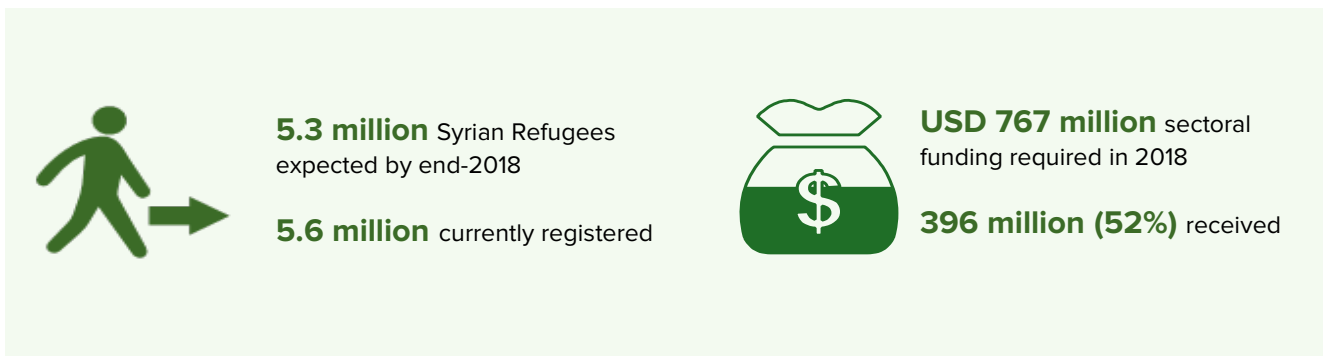 5.3 million Syrian Refugees
expected by end-2018
5.6 million currently registered
$
USD 767 million sectoral
funding required in 2018
396 million (52%) received